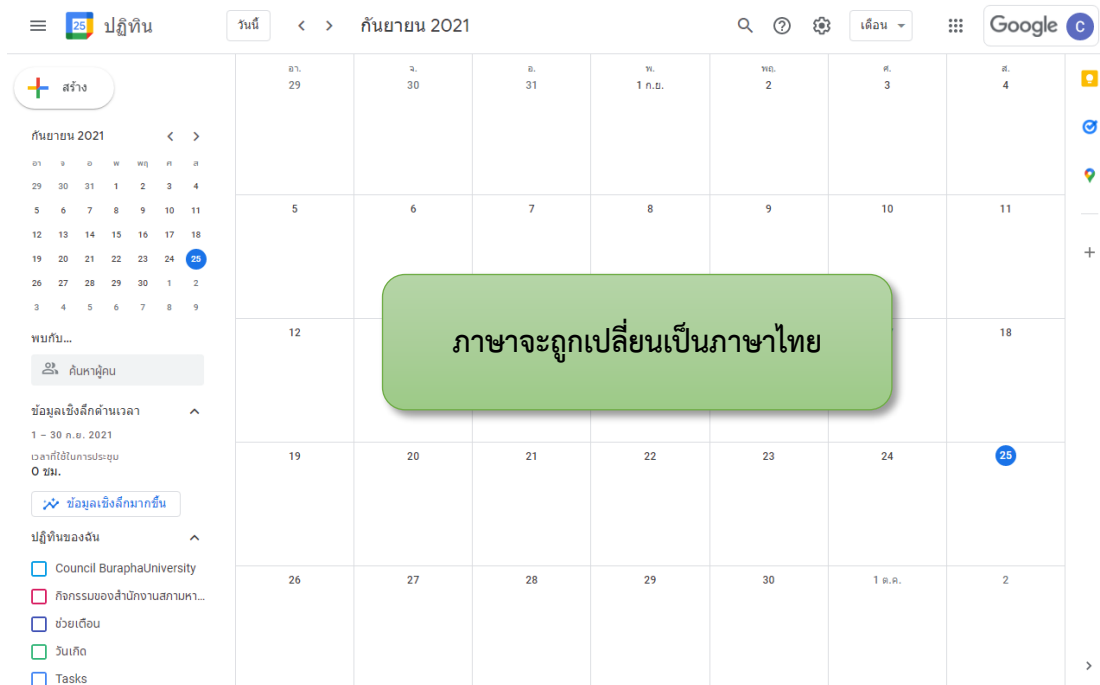 25 ปฏิทิน วันนี้ กันยายน 2021 เดือน Google C
สร้าง
กันยายน 2021
อา จ อ พ พฤ ศ ส
29 30 31 1 2 3 4
5 6 7 8 9 10 11
12 13 14 15 16 17 18
19 20 21 22 23 24 25
26 27 28 29 30 1 2
3 4 5 6 7 8 9
พบกับ...
ค้นหาผู้คน
ข้อมูลเชิงลึกด้านเวลา
1 – 30 ก.ย. 2021
เวลาที่ใช้ในการประชุม
0 ชม.
ข้อมูลเชิงลึกมากขึ้น
ปฏิทินของฉัน
Council BuraphaUniversity
กิจกรรมของสำนักงานสภามหา...
ช่วยเตือน
วันเกิด
Tasks
อา. จ. อ. พ. พฤ. ศ. ส.
29 30 31 1 ก.ย. 2 3 4
5 6 7 8 9 10 11
12 18
ภาษาจะถูกเปลี่ยนเป็นภาษาไทย
19 20 21 22 23 24 25
26 27 28 29 30 1 ต.ค. 2